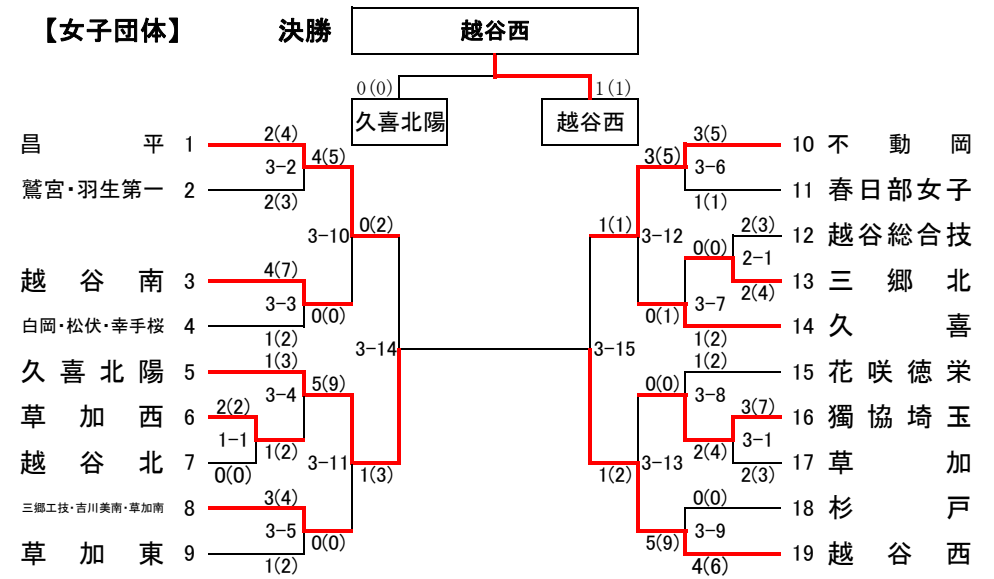 【女子団体】 決勝 越谷西
0(0) 1(1)
久喜北陽 越谷西
昌平 1 2(4)
3-2 4(5)
鷲宮・羽生第一 2 2(3)
3-10 0(2)
越谷南 3 4(7)
3-3 0(0)
白岡・松伏・幸手桜 4 1(2)
3-14
久喜北陽 5 1(3)
3-4 5(9)
草加西 6 2(2)
1-1 1(2)
越谷北 7 0(0)
3-11 1(3)
三郷工技・吉川美南・草加南 8 3(4)
3-5 0(0)
草加東 9 1(2)
3(5) 10 不動岡
3(5) 3-6
1(1) 11 春日部女子
1(1) 3-12
2(3) 12 越谷総合技
0(0) 2-1
2(4) 13 三郷北
0(1) 3-7
1(2) 14 久喜
3-15
1(2) 15 花咲徳栄
0(0) 3-8
3(7) 16 獨協埼玉
2(4) 3-1
2(3) 17 草加
1(2) 3-13
0(0) 18 杉戸
5(9) 3-9
4(6) 19 越谷西